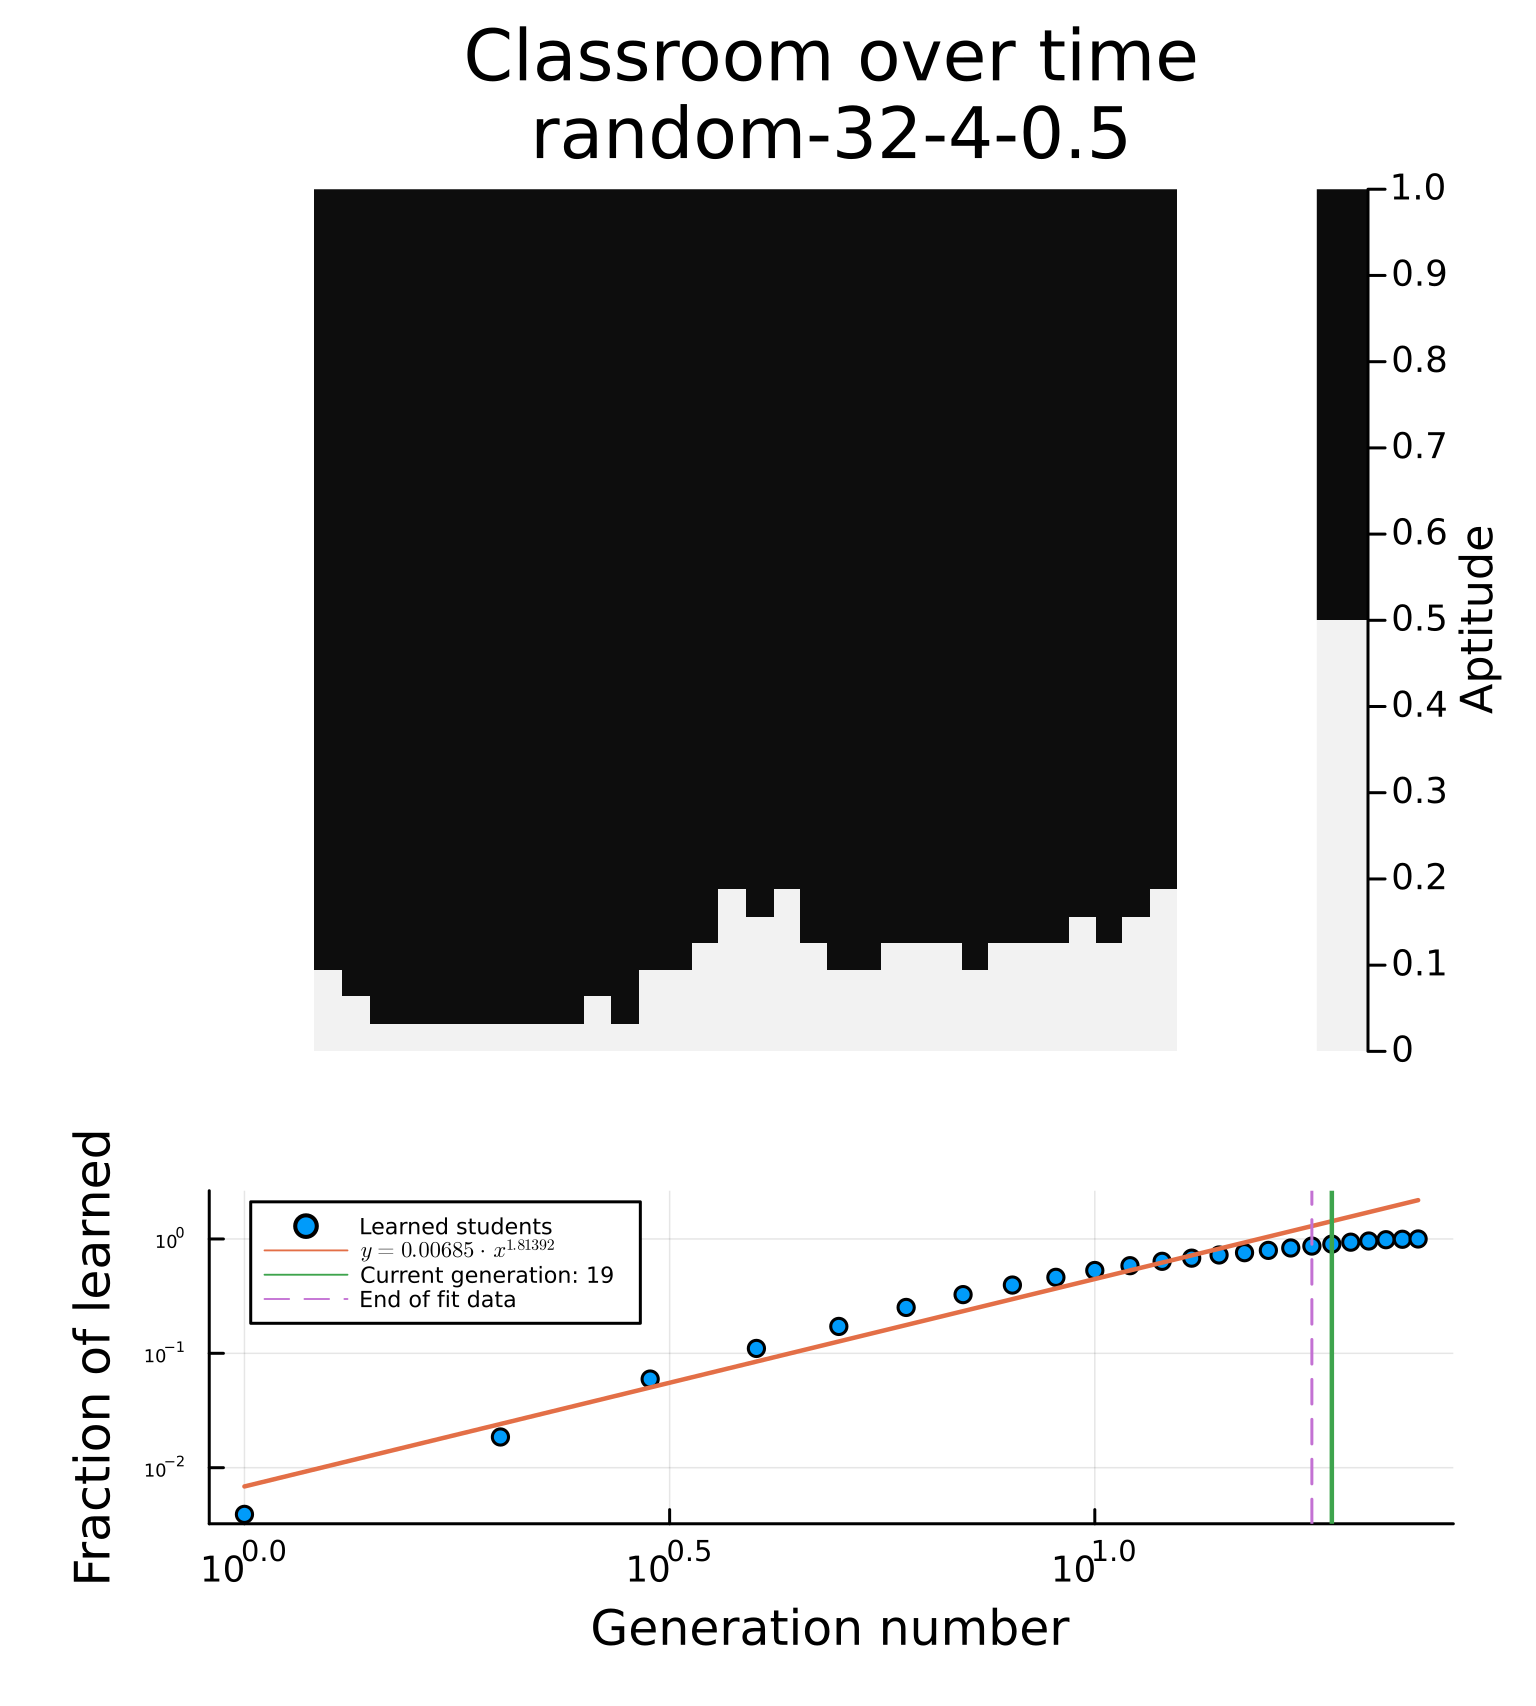 Classroom over time
random-32-4-0.5
1.0
0.9
0.8
0.7
0.6
0.5
0.4
0.3
0.2
0.1
0
Aptitude
Fraction of learned
10⁰
10⁻¹
10⁻²
Learned students
y = 0.00685 · x^1.81392
Current generation: 19
End of fit data
10^0.0 10^0.5 10^1.0
Generation number